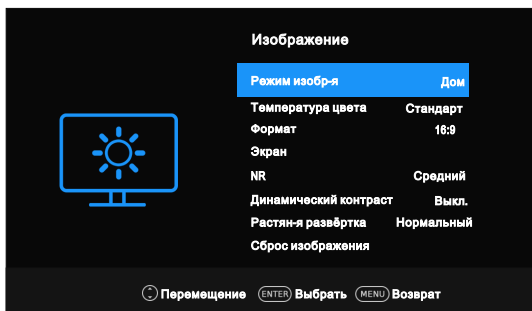 Изображение
Режим изобр-я Дом
Температура цвета Стандарт
Формат 16:9
Экран
NR Средний
Динамический контраст Выкл.
Растян-я развёртка Нормальный
Сброс изображения
Перемещение ENTER Выбрать MENU Возврат